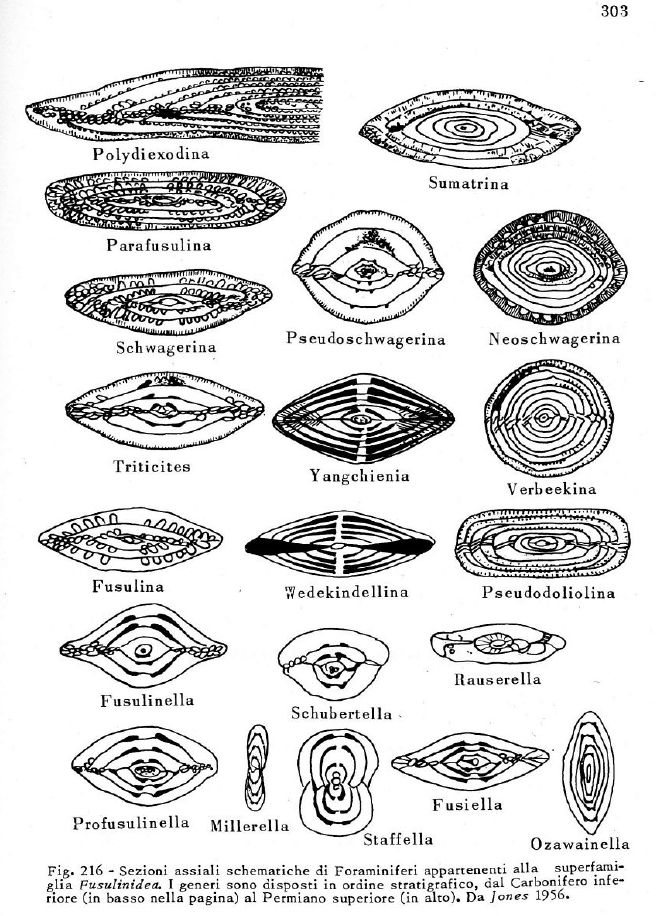 303
Polydiexodina
Sumatrina
Parafusulina
Schwagerina
Pseudoschwagerina
Neoschwagerina
Triticites
Yangchienia
Verbeekina
Fusulina
Wedekindellina
Pseudodoliolina
Fusulinella
Schubertella
Rauserella
Profusulinella
Millerella
Staffella
Fusiella
Ozawainella
Fig. 216 - Sezioni assiali schematiche di Foraminiferi appartenenti alla superfami-
glia Fusulinidea. I generi sono disposti in ordine stratigrafico, dal Carbonifero infe-
riore (in basso nella pagina) al Permiano superiore (in alto). Da Jones 1956.